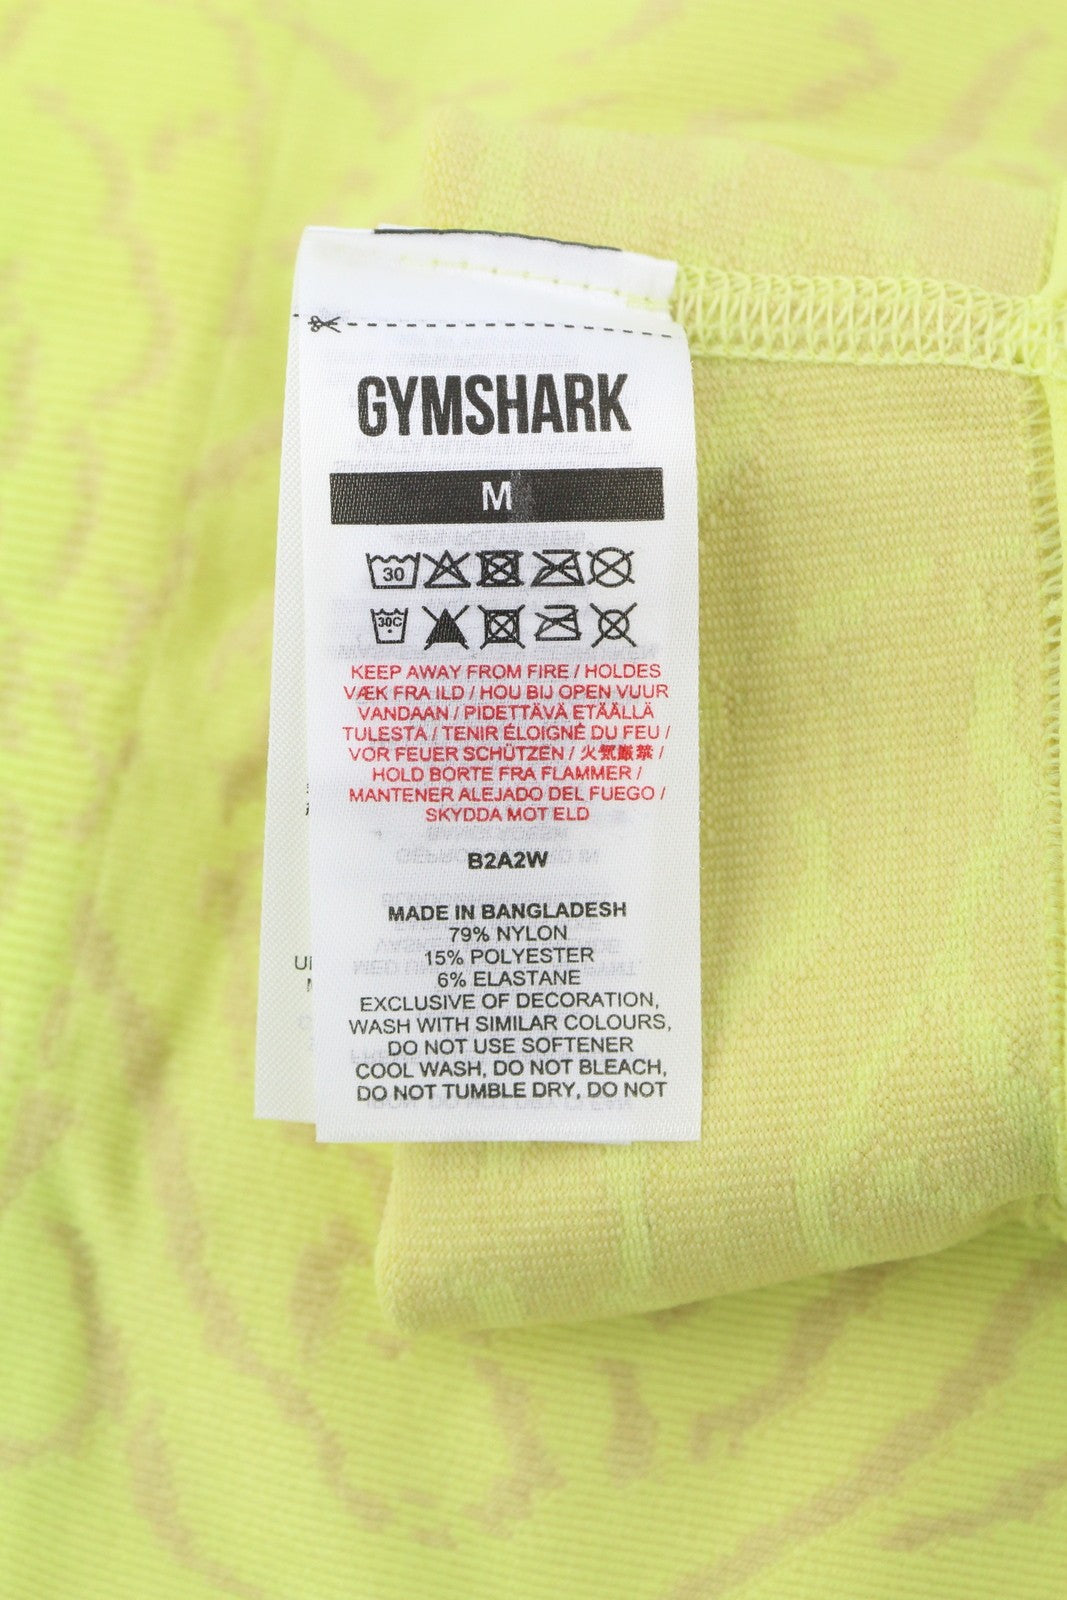 GYMSHARK
M
30
30C
KEEP AWAY FROM FIRE / HOLDES
VÆK FRA ILD / HOU BIJ OPEN VUUR
VANDAAN / PIDETTÄVÄ ETÄÄLLÄ
TULESTA / TENIR ÉLOIGNÉ DU FEU /
VOR FEUER SCHÜTZEN / 火気厳禁 /
HOLD BORTE FRA FLAMMER /
MANTENER ALEJADO DEL FUEGO /
SKYDDA MOT ELD
B2A2W
MADE IN BANGLADESH
79% NYLON
15% POLYESTER
6% ELASTANE
EXCLUSIVE OF DECORATION,
WASH WITH SIMILAR COLOURS,
DO NOT USE SOFTENER
COOL WASH, DO NOT BLEACH,
DO NOT TUMBLE DRY, DO NOT